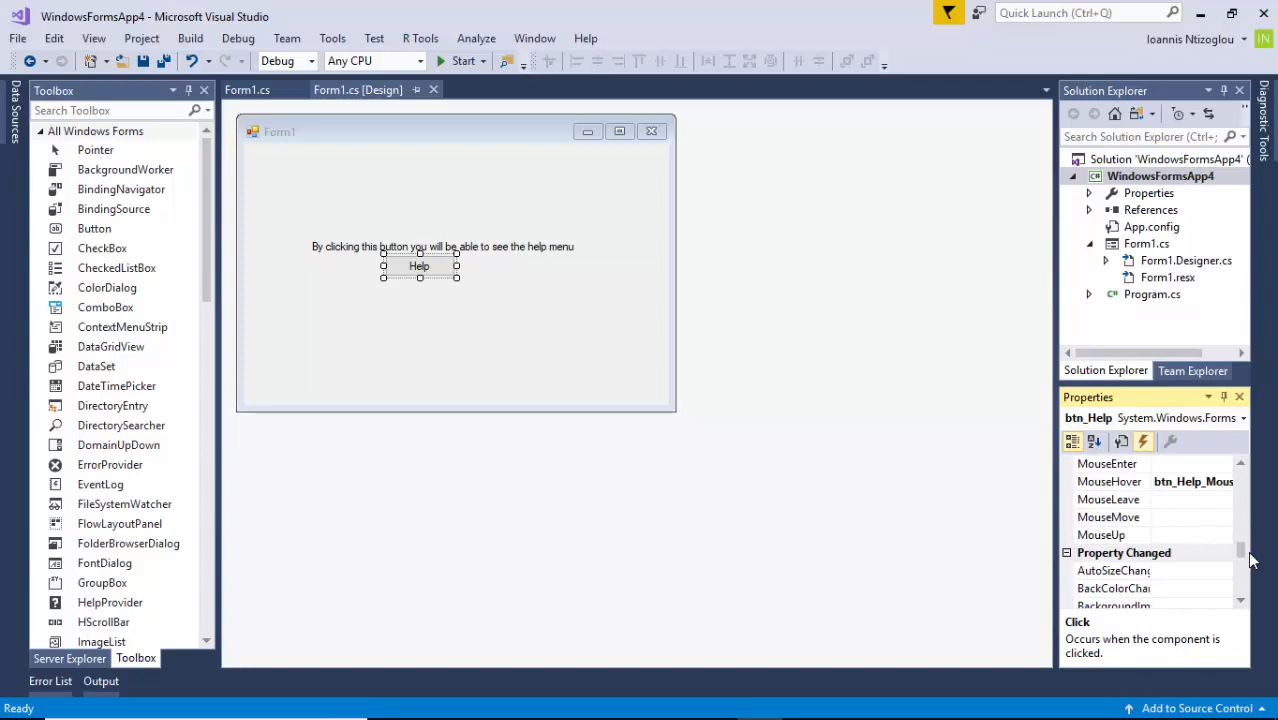 WindowsFormsApp4 - Microsoft Visual Studio
Quick Launch (Ctrl+Q)
File Edit View Project Build Debug Team Tools Test R Tools Analyze Window Help
Ioannis Ntizoglou IN
Debug Any CPU Start
Data Sources
Toolbox
Search Toolbox
All Windows Forms
Pointer
BackgroundWorker
BindingNavigator
BindingSource
Button
CheckBox
CheckedListBox
ColorDialog
ComboBox
ContextMenuStrip
DataGridView
DataSet
DateTimePicker
DirectoryEntry
DirectorySearcher
DomainUpDown
ErrorProvider
EventLog
FileSystemWatcher
FlowLayoutPanel
FolderBrowserDialog
FontDialog
GroupBox
HelpProvider
HScrollBar
ImageList
Server Explorer Toolbox
Form1.cs Form1.cs [Design]
Form1
By clicking this button you will be able to see the help menu
Help
Solution Explorer
Search Solution Explorer (Ctrl+;
Solution 'WindowsFormsApp4' (
C# WindowsFormsApp4
Properties
References
App.config
Form1.cs
Form1.Designer.cs
Form1.resx
C# Program.cs
Solution Explorer Team Explorer
Properties
btn_Help System.Windows.Forms
MouseEnter
MouseHover btn_Help_Mous
MouseLeave
MouseMove
MouseUp
Property Changed
AutoSizeChang
BackColorChar
BackgroundIm
Click
Occurs when the component is
clicked.
Diagnostic Tools
Error List Output
Ready
Add to Source Control